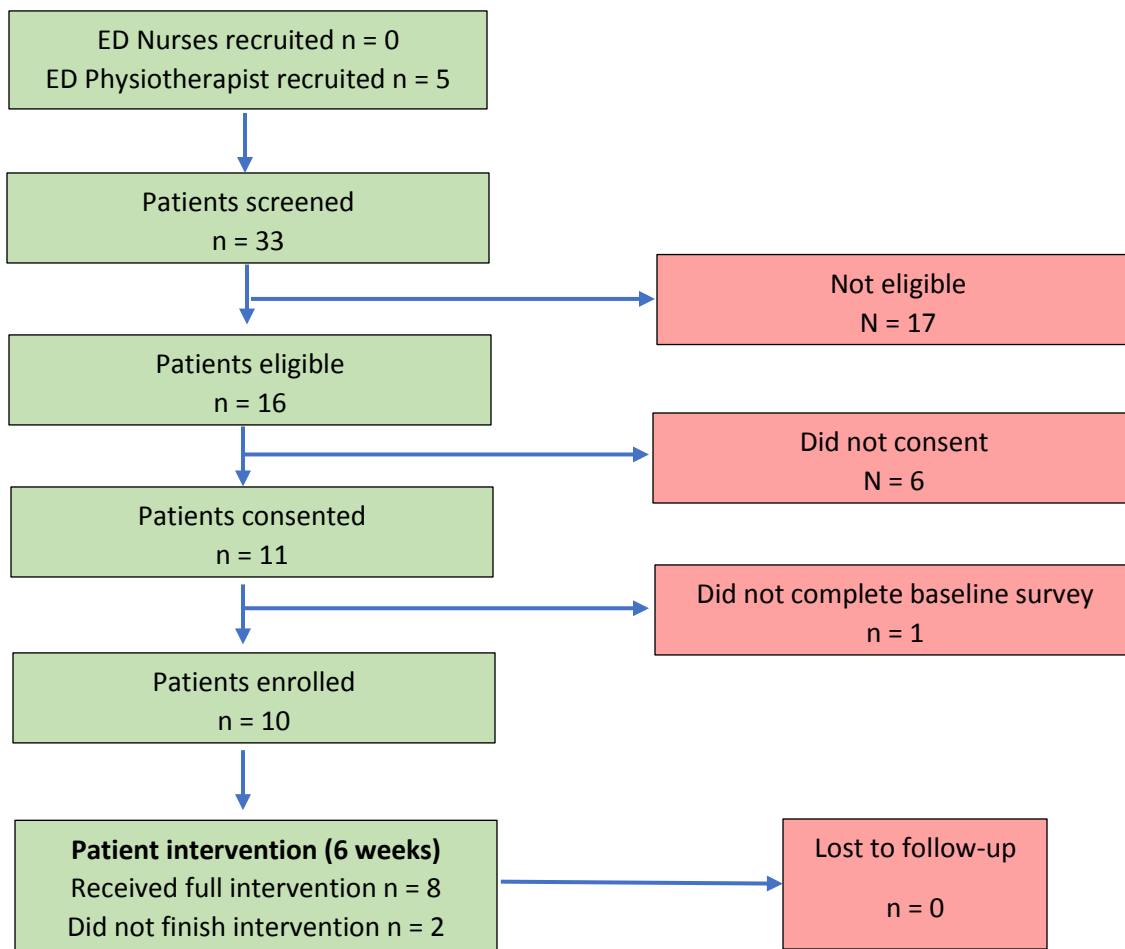 ED Nurses recruited n = 0
ED Physiotherapist recruited n = 5
Patients screened
n = 33
Not eligible
N = 17
Patients eligible
n = 16
Did not consent
N = 6
Patients consented
n = 11
Did not complete baseline survey
n = 1
Patients enrolled
n = 10
Patient intervention (6 weeks)
Received full intervention n = 8
Did not finish intervention n = 2
Lost to follow-up
n = 0